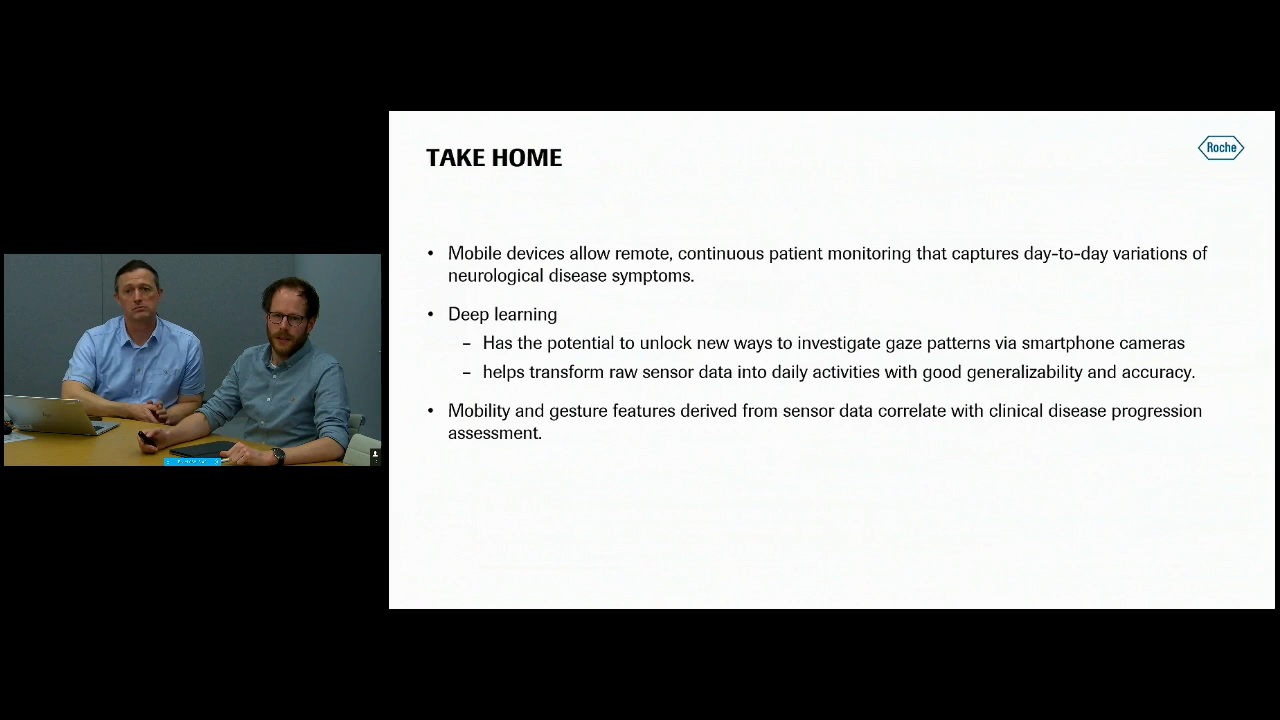 TAKE HOME
Roche
• Mobile devices allow remote, continuous patient monitoring that captures day-to-day variations of
neurological disease symptoms.
• Deep learning
– Has the potential to unlock new ways to investigate gaze patterns via smartphone cameras
– helps transform raw sensor data into daily activities with good generalizability and accuracy.
• Mobility and gesture features derived from sensor data correlate with clinical disease progression
assessment.